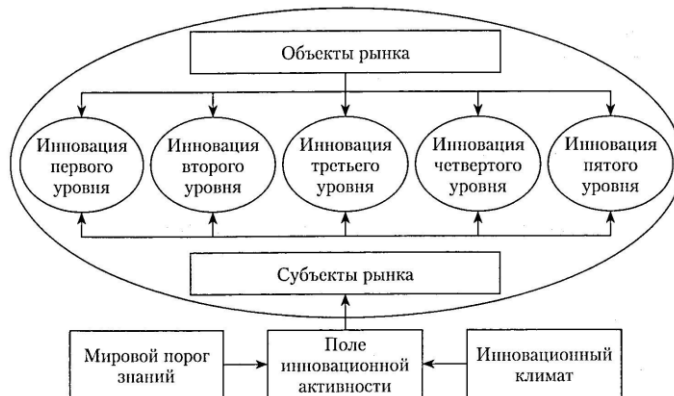 Объекты рынка
Инновация
первого
уровня
Инновация
второго
уровня
Инновация
третьего
уровня
Инновация
четвертого
уровня
Инновация
пятого
уровня
Субъекты рынка
Мировой порог
знаний
Поле
инновационной
активности
Инновационный
климат